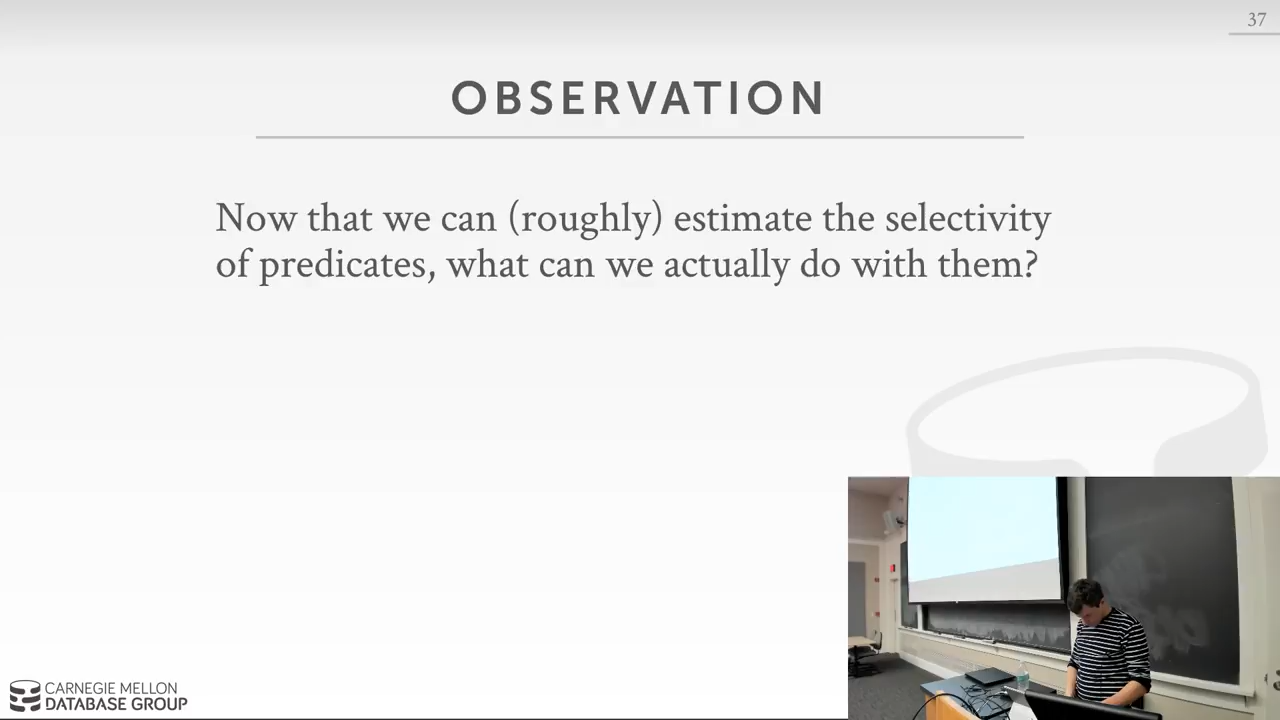 37
OBSERVATION
Now that we can (roughly) estimate the selectivity
of predicates, what can we actually do with them?
CARNEGIE MELLON
DATABASE GROUP